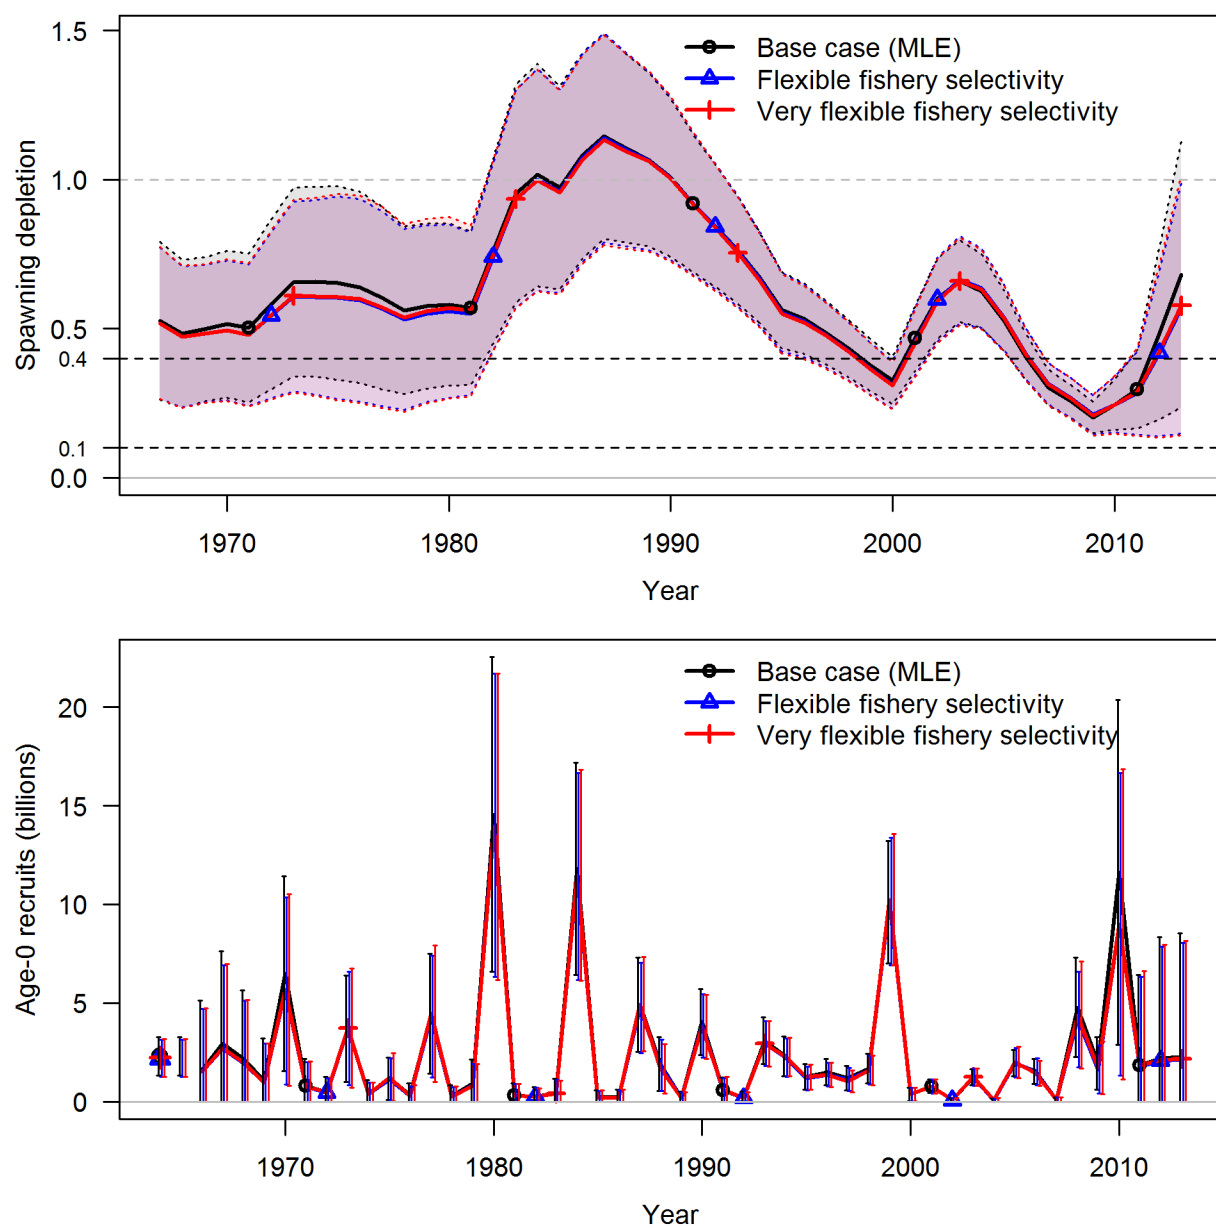 Base case (MLE)
Flexible fishery selectivity
Very flexible fishery selectivity
Spawning depletion
1.5
1.0
0.5
0.4
0.1
0.0
1970 1980 1990 2000 2010
Year
Base case (MLE)
Flexible fishery selectivity
Very flexible fishery selectivity
Age-0 recruits (billions)
20
15
10
5
0
1970 1980 1990 2000 2010
Year